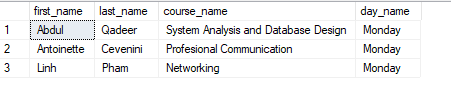 first_name last_name course_name day_name
1 Abdul Qadeer System Analysis and Database Design Monday
2 Antoinette Cevenini Profesional Communication Monday
3 Linh Pham Networking Monday